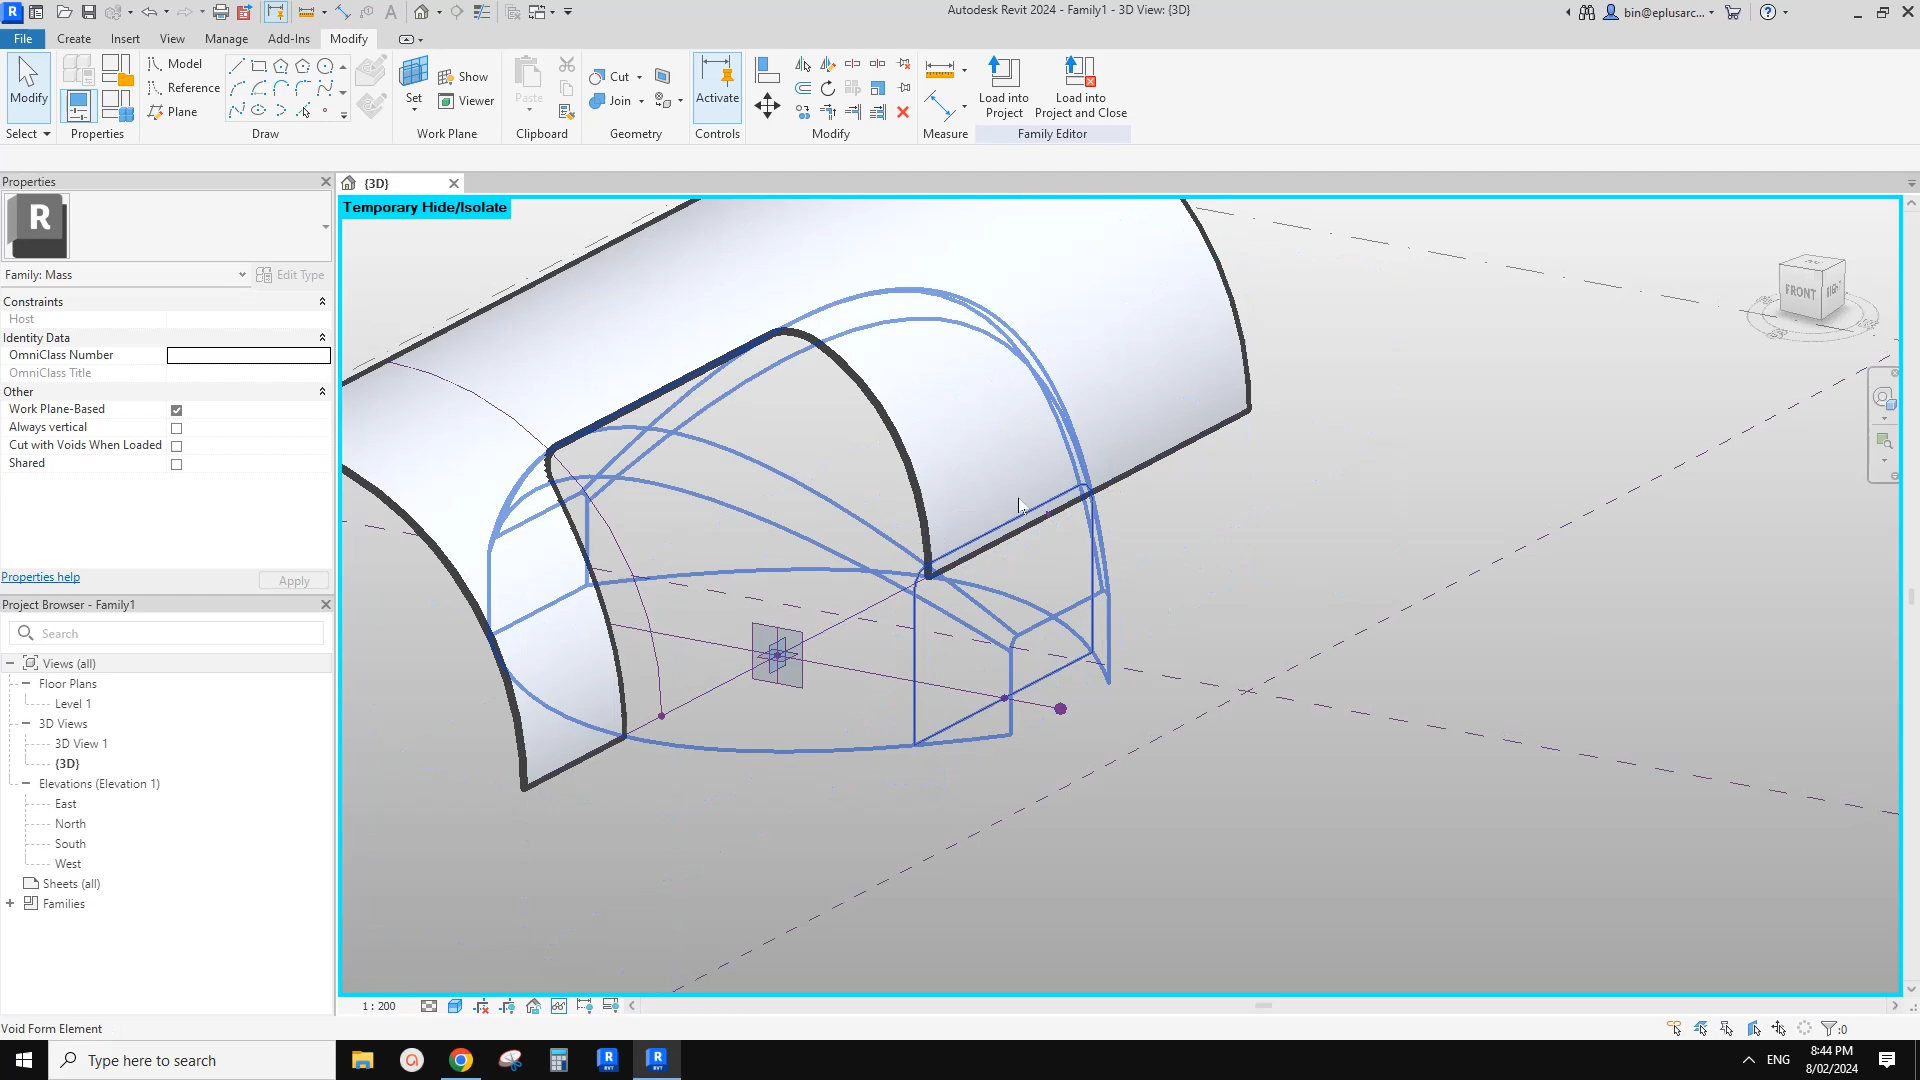 Autodesk Revit 2024 - Family1 - 3D View: {3D}
bin@eplusarc...
File
Create
Insert
View
Manage
Add-Ins
Modify
Modify
Select
Properties
Model
Reference
Plane
Draw
Set
Show
Viewer
Work Plane
Paste
Clipboard
Cut
Join
Geometry
Activate
Controls
Modify
Measure
Load into
Project
Load into
Project and Close
Family Editor
Properties
{3D}
R
Family: Mass
Edit Type
Constraints
Host
Identity Data
OmniClass Number
OmniClass Title
Other
Work Plane-Based
Always vertical
Cut with Voids When Loaded
Shared
Properties help
Apply
Project Browser - Family1
Search
Views (all)
Floor Plans
Level 1
3D Views
3D View 1
{3D}
Elevations (Elevation 1)
East
North
South
West
Sheets (all)
Families
Temporary Hide/Isolate
FRONT
1 : 200
Void Form Element
:0
Type here to search
ENG
8:44 PM
8/02/2024